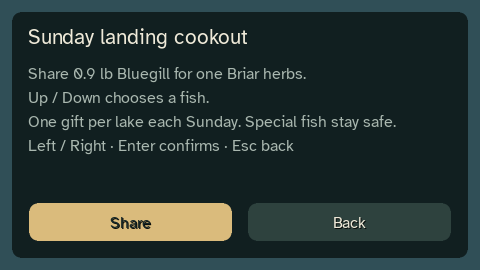 Sunday landing cookout
Share 0.9 lb Bluegill for one Briar herbs.
Up / Down chooses a fish.
One gift per lake each Sunday. Special fish stay safe.
Left / Right · Enter confirms · Esc back
Share
Back